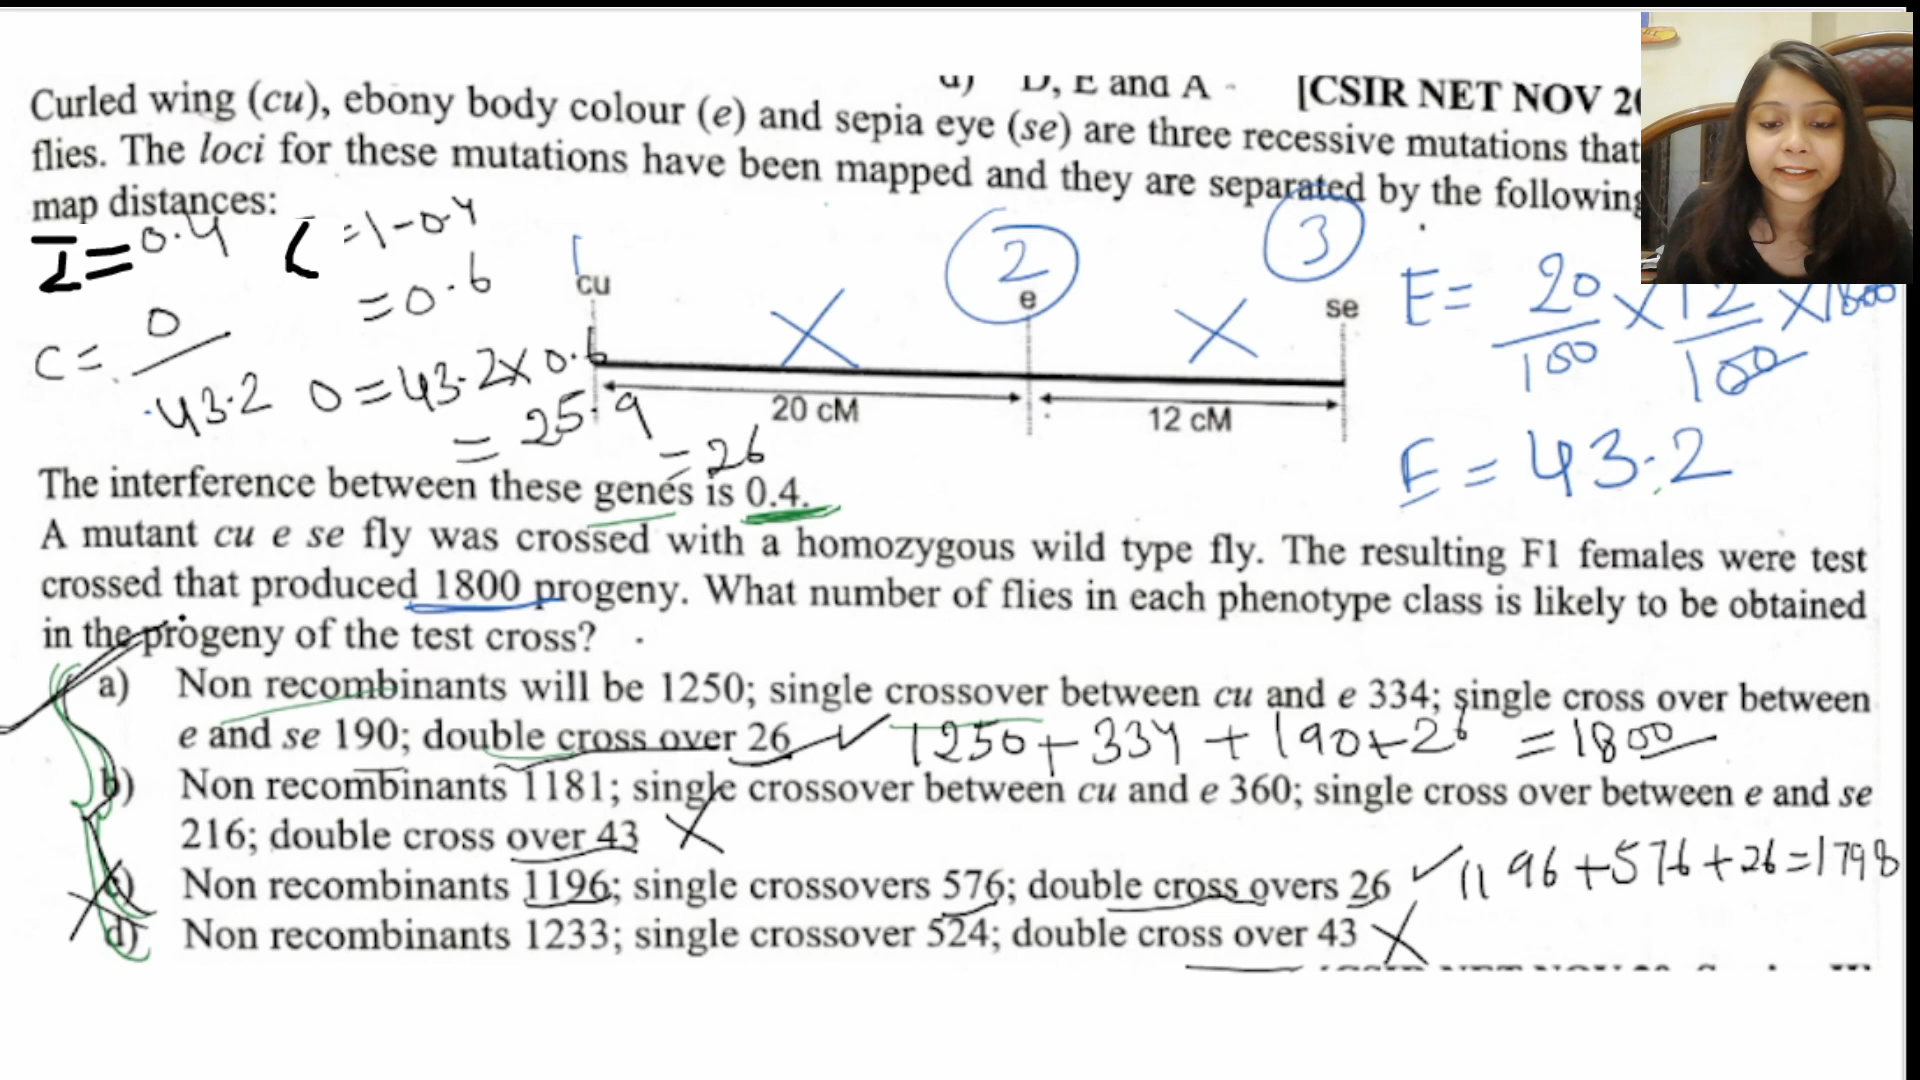 d) D, E and A - [CSIR NET NOV 20
Curled wing (cu), ebony body colour (e) and sepia eye (se) are three recessive mutations that
flies. The loci for these mutations have been mapped and they are separated by the following
map distances:
I = 0.4
C = 1-0.4
= 0.6
C = O
43.2
O = 43.2 x 0.6
= 25.9
= 26
1
2
3
cu
e
se
20 cM
12 cM
E = 20/100 x 12/100 x 1800
E = 43.2
The interference between these genes is 0.4.
A mutant cu e se fly was crossed with a homozygous wild type fly. The resulting F1 females were test
crossed that produced 1800 progeny. What number of flies in each phenotype class is likely to be obtained
in the progeny of the test cross?
a) Non recombinants will be 1250; single crossover between cu and e 334; single cross over between
e and se 190; double cross over 26 1250+334+190+26 = 1800
b) Non recombinants 1181; single crossover between cu and e 360; single cross over between e and se
216; double cross over 43
c) Non recombinants 1196; single crossovers 576; double cross overs 26 1196+576+26=1798
d) Non recombinants 1233; single crossover 524; double cross over 43